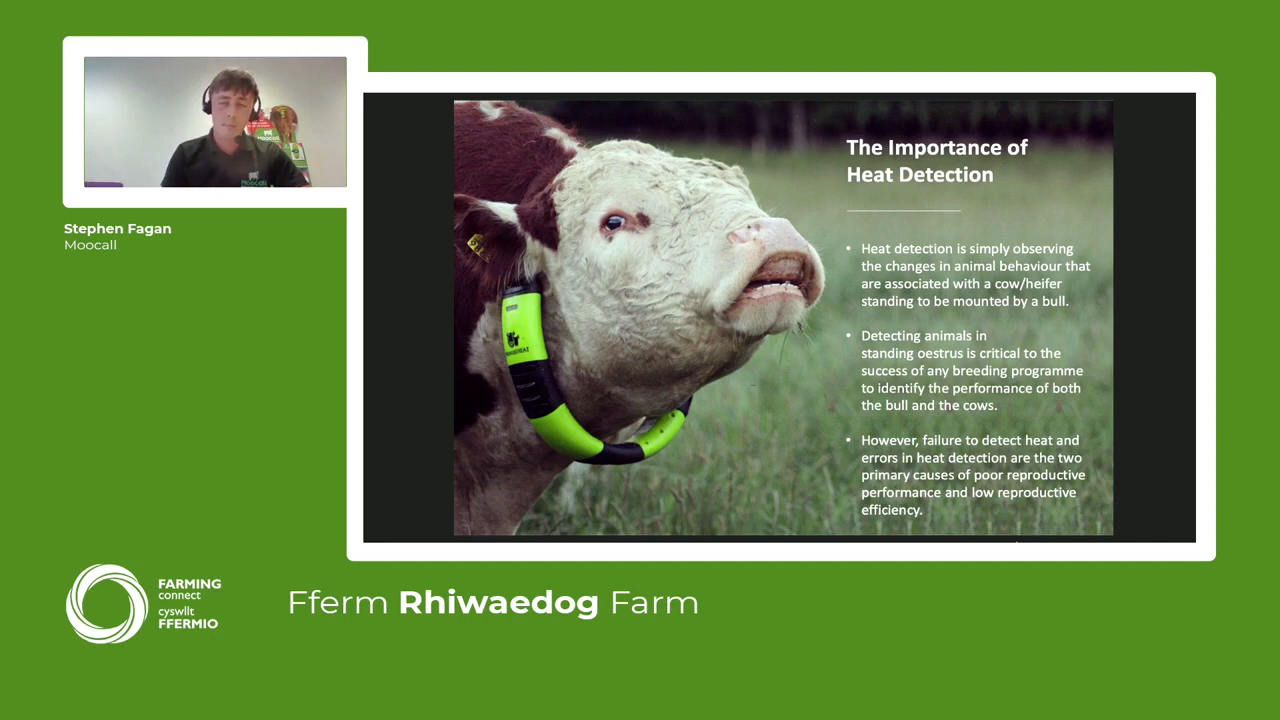 Stephen Fagan
Moocall
The Importance of
Heat Detection
• Heat detection is simply observing
the changes in animal behaviour that
are associated with a cow/heifer
standing to be mounted by a bull.
• Detecting animals in
standing oestrus is critical to the
success of any breeding programme
to identify the performance of both
the bull and the cows.
• However, failure to detect heat and
errors in heat detection are the two
primary causes of poor reproductive
performance and low reproductive
efficiency.
FARMING
connect
cyswllt
FFERMIO
Fferm Rhiwaedog Farm
Moocall
Moocall